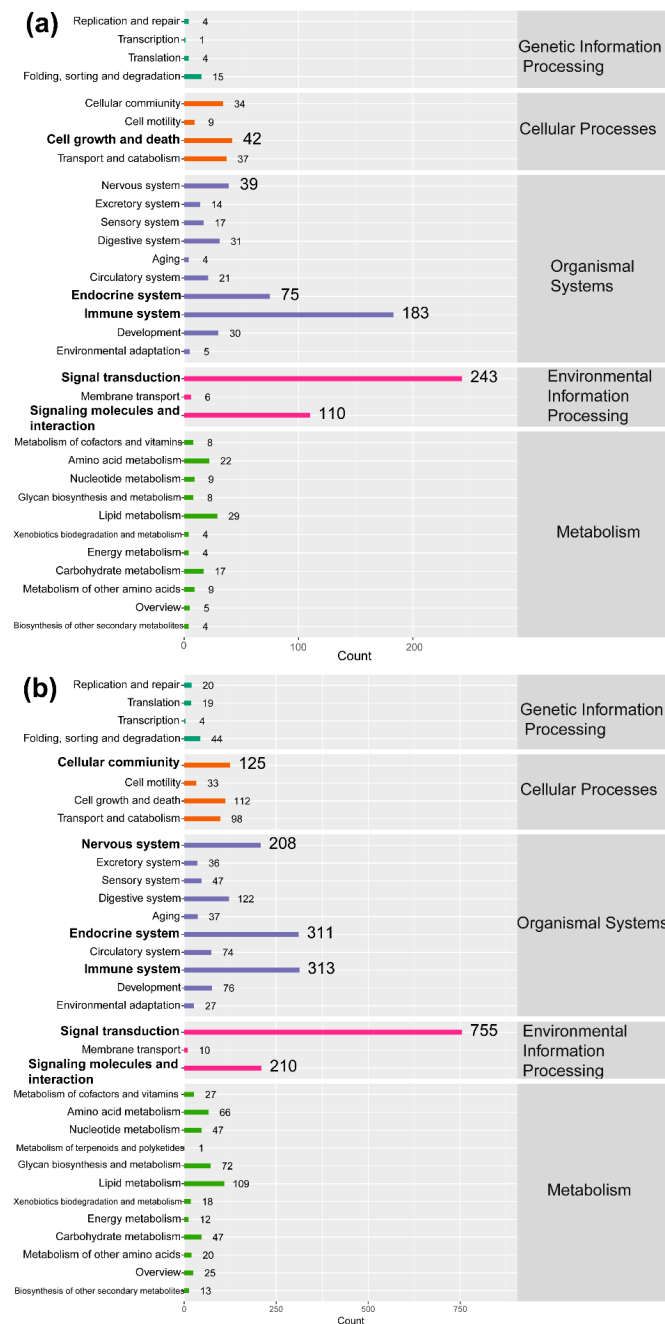 (a)
Replication and repair 4
Transcription 1
Translation 4
Folding, sorting and degradation 15
Genetic Information
Processing
Cellular commiunity 34
Cell motility 9
Cell growth and death 42
Transport and catabolism 37
Cellular Processes
Nervous system 39
Excretory system 14
Sensory system 17
Digestive system 31
Aging 4
Circulatory system 21
Endocrine system 75
Immune system 183
Development 30
Environmental adaptation 5
Organismal
Systems
Signal transduction 243
Membrane transport 6
Signaling molecules and
interaction 110
Environmental
Information
Processing
Metabolism of cofactors and vitamins 8
Amino acid metabolism 22
Nucleotide metabolism 9
Glycan biosynthesis and metabolism 8
Lipid metabolism 29
Xenobiotics biodegradation and metabolism 4
Energy metabolism 4
Carbohydrate metabolism 17
Metabolism of other amino acids 9
Overview 5
Biosynthesis of other secondary metabolites 4
Metabolism
0 100 200
Count
(b)
Replication and repair 20
Translation 19
Transcription 4
Folding, sorting and degradation 44
Genetic Information
Processing
Cellular commiunity 125
Cell motility 33
Cell growth and death 112
Transport and catabolism 98
Cellular Processes
Nervous system 208
Excretory system 36
Sensory system 47
Digestive system 122
Aging 37
Endocrine system 311
Circulatory system 74
Immune system 313
Development 76
Environmental adaptation 27
Organismal Systems
Signal transduction 755
Membrane transport 10
Signaling molecules and
interaction 210
Environmental
Information
Processing
Metabolism of cofactors and vitamins 27
Amino acid metabolism 66
Nucleotide metabolism 47
Metabolism of terpenoids and polyketides 1
Glycan biosynthesis and metabolism 72
Lipid metabolism 109
Xenobiotics biodegradation and metabolism 18
Energy metabolism 12
Carbohydrate metabolism 47
Metabolism of other amino acids 20
Overview 25
Biosynthesis of other secondary metabolites 13
Metabolism
0 250 500 750
Count